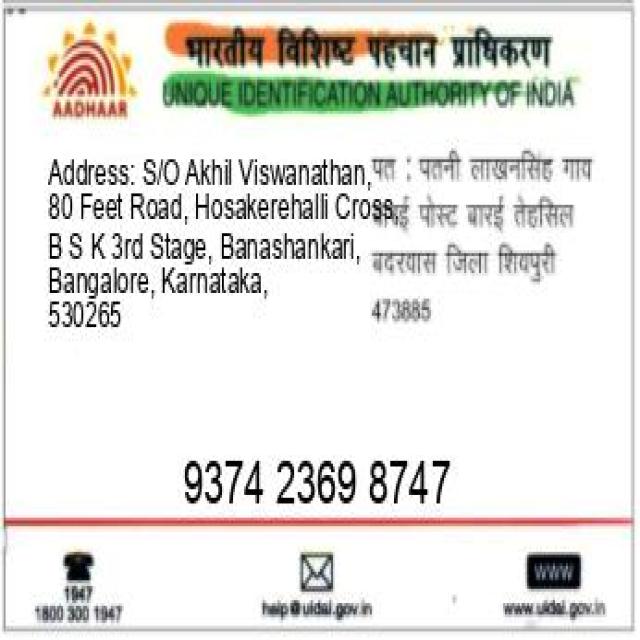 भारतीय विशिष्ट पहचान प्राधिकरण
AADHAAR
UNIQUE IDENTIFICATION AUTHORITY OF INDIA
Address: S/O Akhil Viswanathan,
80 Feet Road, Hosakerehalli Cross,
B S K 3rd Stage, Banashankari,
Bangalore, Karnataka,
530265
पत : पतनी लाखनसिंह गाव
पोस्ट बारई तेहसिल
बदरवास जिला शिवपुरी
473885
9374 2369 8747
1947
1800 300 1947
help@uidai.gov.in
WWW
www.uidai.gov.in